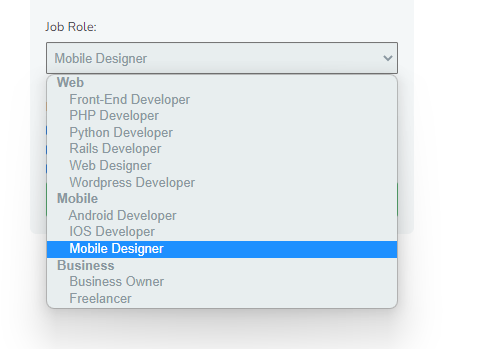 Job Role:
Mobile Designer
Web
Front-End Developer
PHP Developer
Python Developer
Rails Developer
Web Designer
Wordpress Developer
Mobile
Android Developer
IOS Developer
Mobile Designer
Business
Business Owner
Freelancer